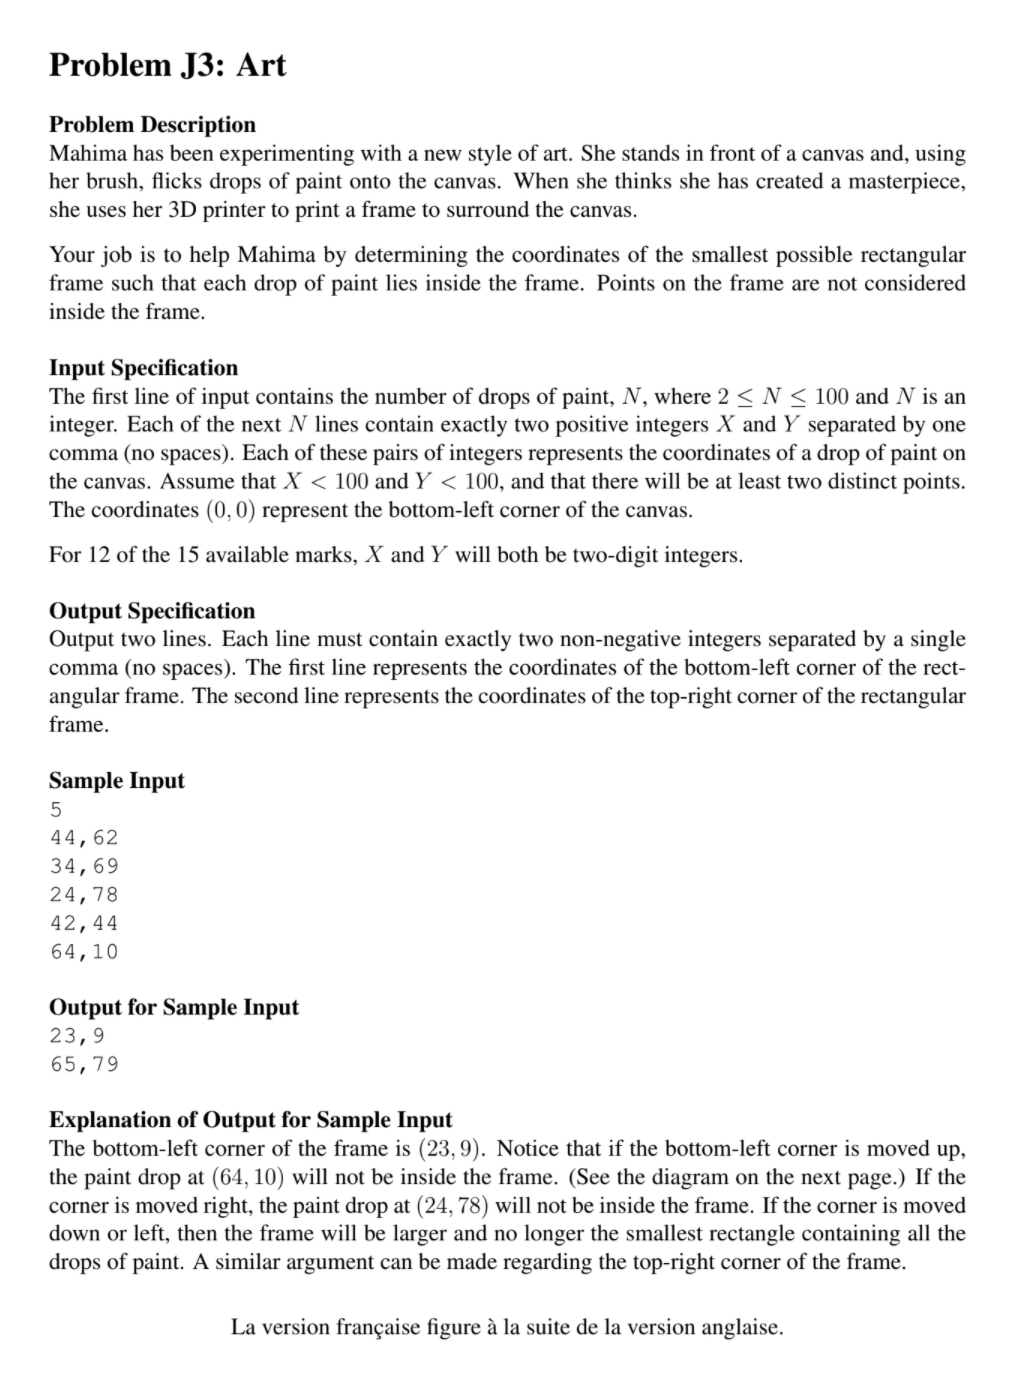 Problem J3: Art
Problem Description
Mahima has been experimenting with a new style of art. She stands in front of a canvas and, using
her brush, flicks drops of paint onto the canvas. When she thinks she has created a masterpiece,
she uses her 3D printer to print a frame to surround the canvas.
Your job is to help Mahima by determining the coordinates of the smallest possible rectangular
frame such that each drop of paint lies inside the frame. Points on the frame are not considered
inside the frame.
Input Specification
The first line of input contains the number of drops of paint, N, where 2 ≤ N ≤ 100 and N is an
integer. Each of the next N lines contain exactly two positive integers X and Y separated by one
comma (no spaces). Each of these pairs of integers represents the coordinates of a drop of paint on
the canvas. Assume that X < 100 and Y < 100, and that there will be at least two distinct points.
The coordinates (0, 0) represent the bottom-left corner of the canvas.
For 12 of the 15 available marks, X and Y will both be two-digit integers.
Output Specification
Output two lines. Each line must contain exactly two non-negative integers separated by a single
comma (no spaces). The first line represents the coordinates of the bottom-left corner of the rect-
angular frame. The second line represents the coordinates of the top-right corner of the rectangular
frame.
Sample Input
5
44,62
34,69
24,78
42,44
64,10
Output for Sample Input
23,9
65,79
Explanation of Output for Sample Input
The bottom-left corner of the frame is (23, 9). Notice that if the bottom-left corner is moved up,
the paint drop at (64, 10) will not be inside the frame. (See the diagram on the next page.) If the
corner is moved right, the paint drop at (24, 78) will not be inside the frame. If the corner is moved
down or left, then the frame will be larger and no longer the smallest rectangle containing all the
drops of paint. A similar argument can be made regarding the top-right corner of the frame.
La version française figure à la suite de la version anglaise.